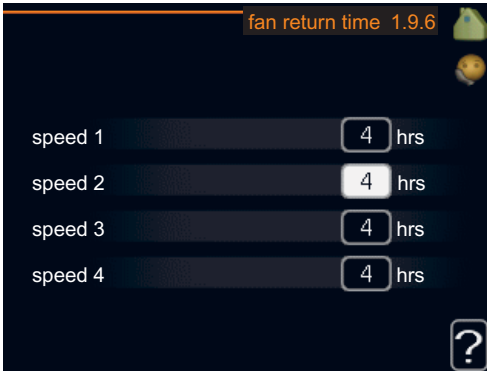 fan return time 1.9.6
speed 1 4 hrs
speed 2 4 hrs
speed 3 4 hrs
speed 4 4 hrs
?